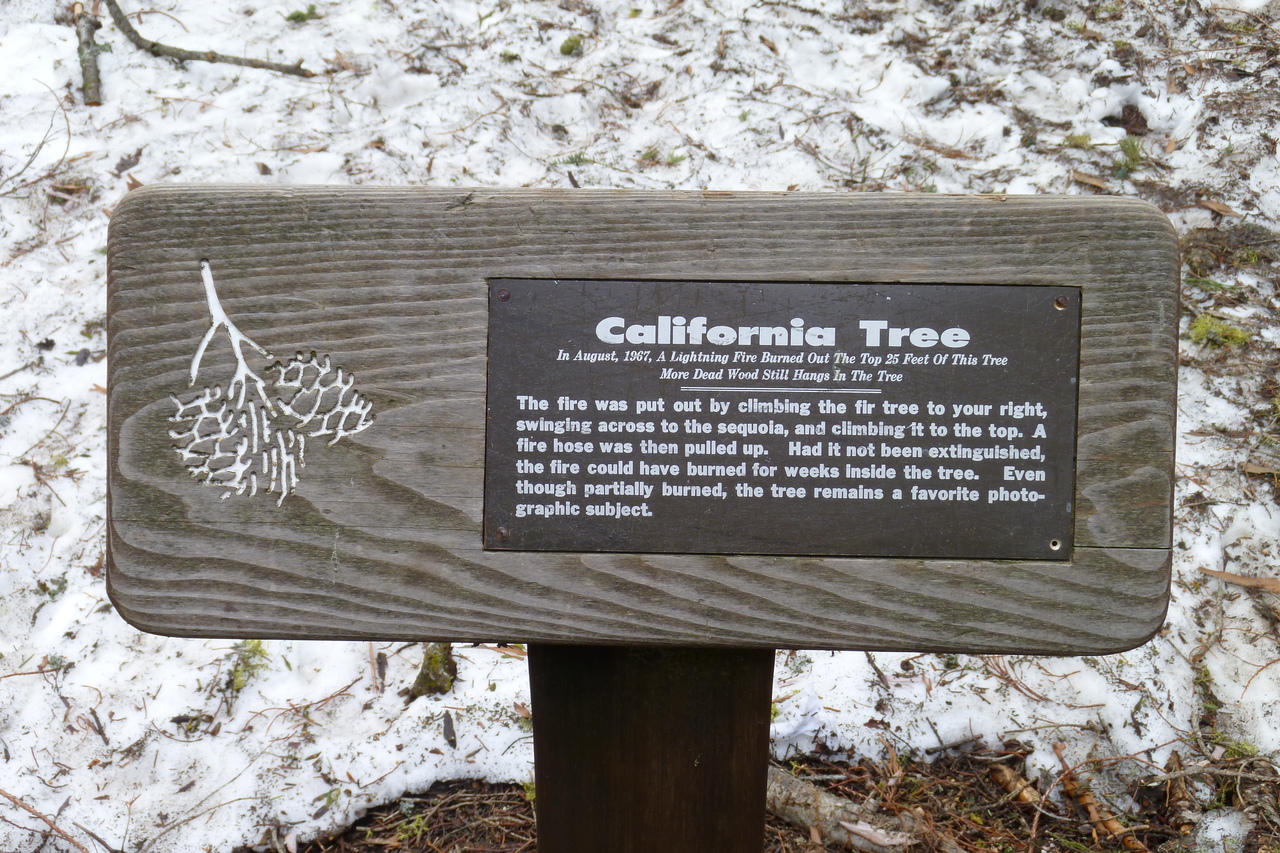 California Tree
In August, 1967, A Lightning Fire Burned Out The Top 25 Feet Of This Tree
More Dead Wood Still Hangs In The Tree
The fire was put out by climbing the fir tree to your right,
swinging across to the sequoia, and climbing it to the top. A
fire hose was then pulled up. Had it not been extinguished,
the fire could have burned for weeks inside the tree. Even
though partially burned, the tree remains a favorite photo-
graphic subject.